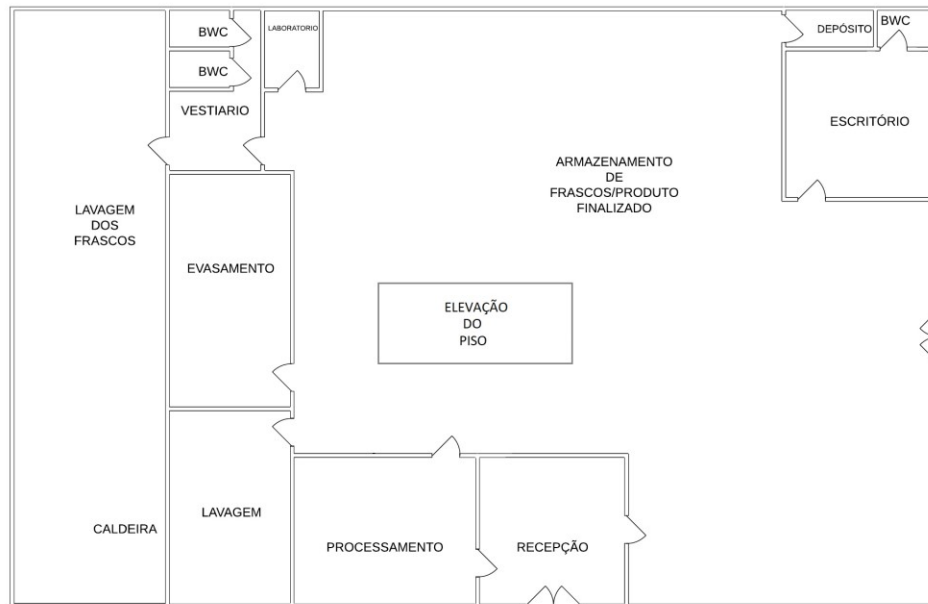 BWC
LABORATORIO
DEPÓSITO
BWC
BWC
VESTIARIO
ESCRITÓRIO
ARMAZENAMENTO
DE
FRASCOS/PRODUTO
FINALIZADO
LAVAGEM
DOS
FRASCOS
EVASAMENTO
ELEVAÇÃO
DO
PISO
LAVAGEM
CALDEIRA
PROCESSAMENTO
RECEPÇÃO